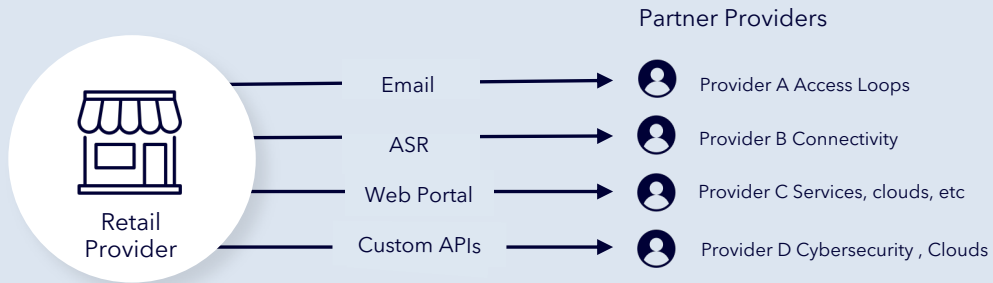 Partner Providers
Email
Provider A Access Loops
ASR
Provider B Connectivity
Web Portal
Provider C Services, clouds, etc
Custom APIs
Provider D Cybersecurity , Clouds
Retail
Provider